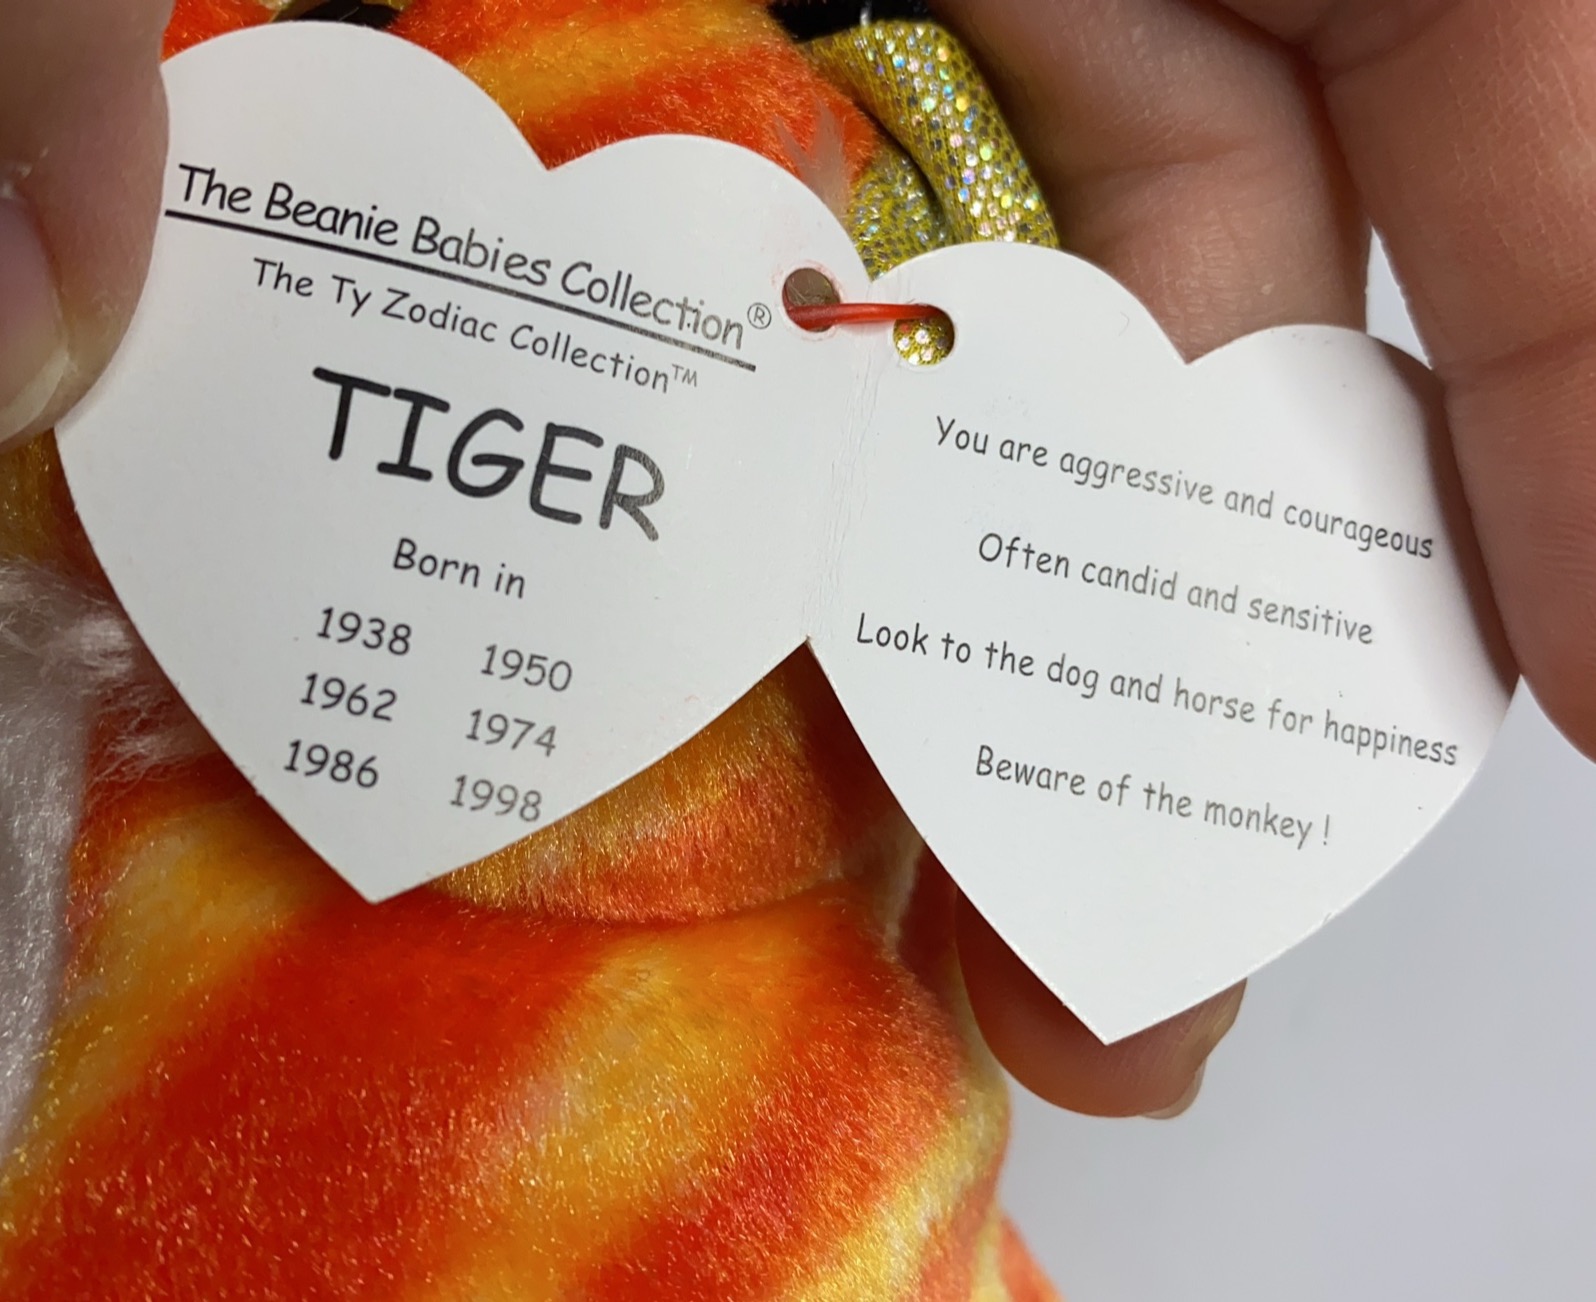 The Beanie Babies Collection®
The Ty Zodiac Collection™
TIGER
Born in
1938 1950
1962 1974
1986 1998
You are aggressive and courageous
Often candid and sensitive
Look to the dog and horse for happiness
Beware of the monkey !